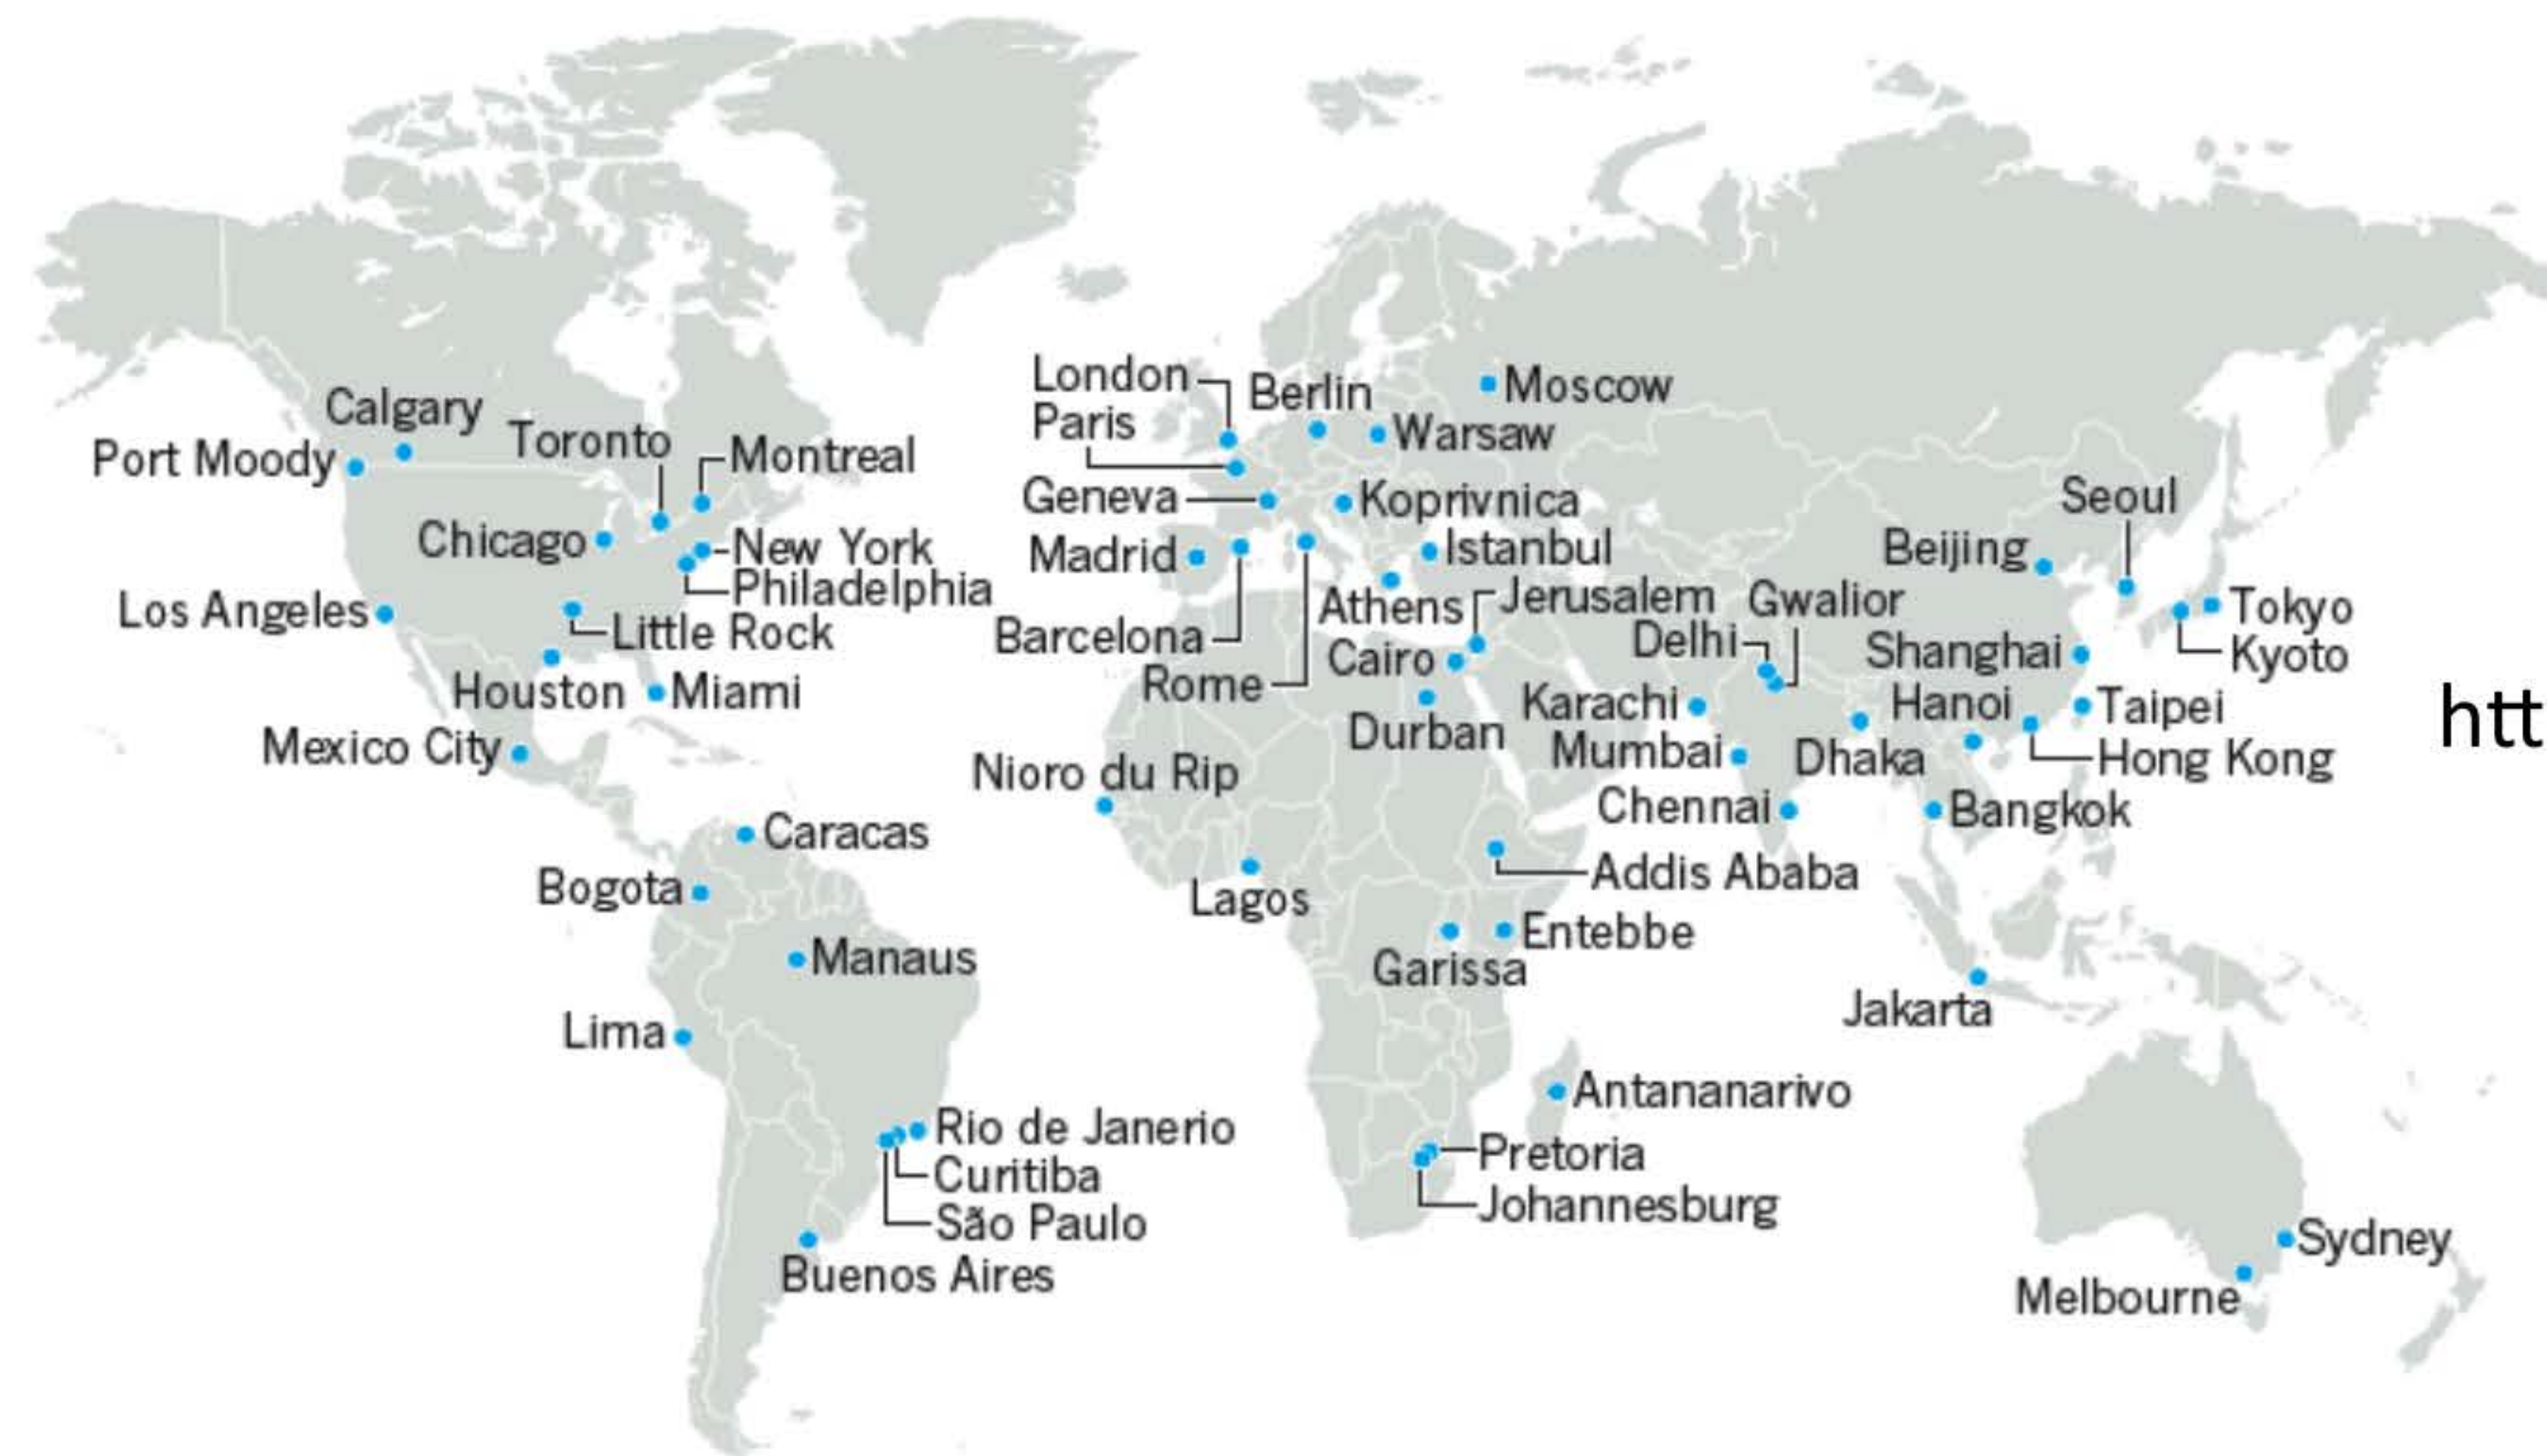 London
Berlin
Moscow
Paris
Calgary
Toronto
Montreal
Warsaw
Port Moody
Geneva
Koprivnica
Seoul
Chicago
New York
Madrid
Istanbul
Beijing
Philadelphia
Los Angeles
Athens
Jerusalem
Gwalior
Tokyo
Little Rock
Barcelona
Delhi
Shanghai
Kyoto
Cairo
Rome
Houston
Miami
Karachi
Hanoi
Taipei
htt
Durban
Mexico City
Mumbai
Dhaka
Hong Kong
Nioro du Rip
Chennai
Bangkok
Caracas
Addis Ababa
Bogota
Lagos
Entebbe
Manaus
Garissa
Jakarta
Lima
Antananarivo
Rio de Janerio
Pretoria
Curitiba
Johannesburg
São Paulo
Sydney
Buenos Aires
Melbourne